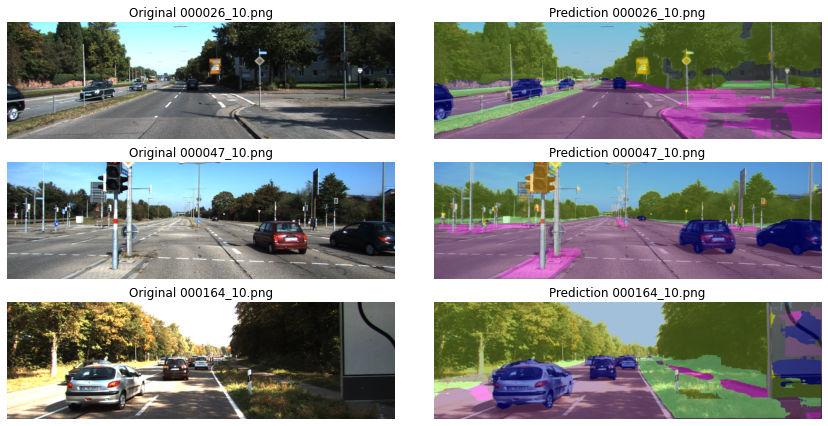 Original 000026_10.png
Prediction 000026_10.png
Original 000047_10.png
Prediction 000047_10.png
Original 000164_10.png
Prediction 000164_10.png